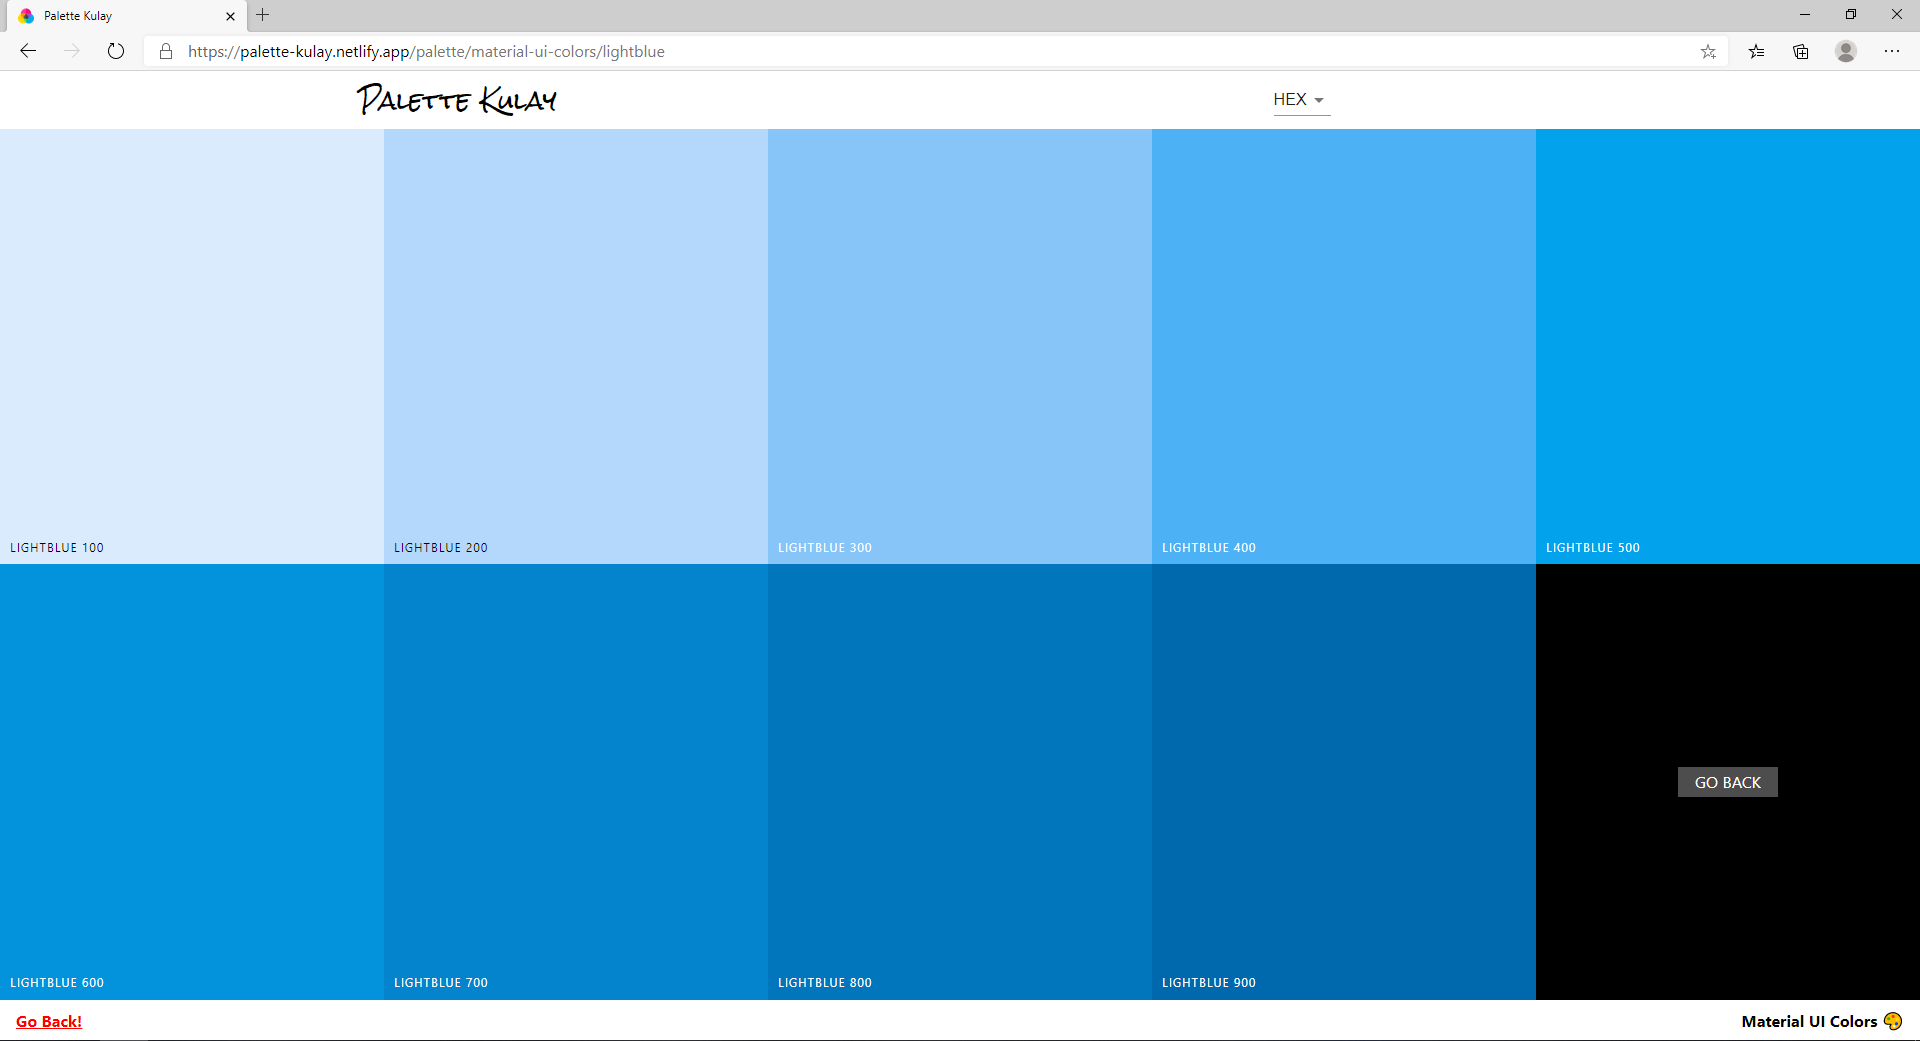 Palette Kulay
https://palette-kulay.netlify.app/palette/material-ui-colors/lightblue
Palette Kulay
HEX
LIGHTBLUE 100
LIGHTBLUE 200
LIGHTBLUE 300
LIGHTBLUE 400
LIGHTBLUE 500
LIGHTBLUE 600
LIGHTBLUE 700
LIGHTBLUE 800
LIGHTBLUE 900
GO BACK
Go Back!
Material UI Colors